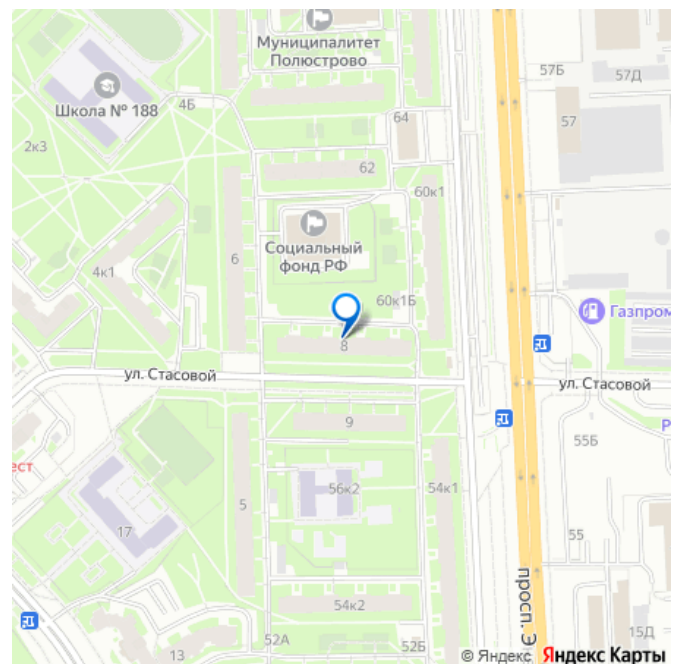 Муниципалитет
Полюстрово
57Б
57Д
Школа № 188
4Б
64
57
2к3
62
60к1
Социальный
фонд РФ
6
4к1
60к1Б
Газпром
8
ул. Стасовой
ул. Стасовой
9
Р
55Б
ест
56к2
54к1
5
17
55
просп. Э
54к2
15Д
52А
52Б
13
© Яндекс Яндекс Карты